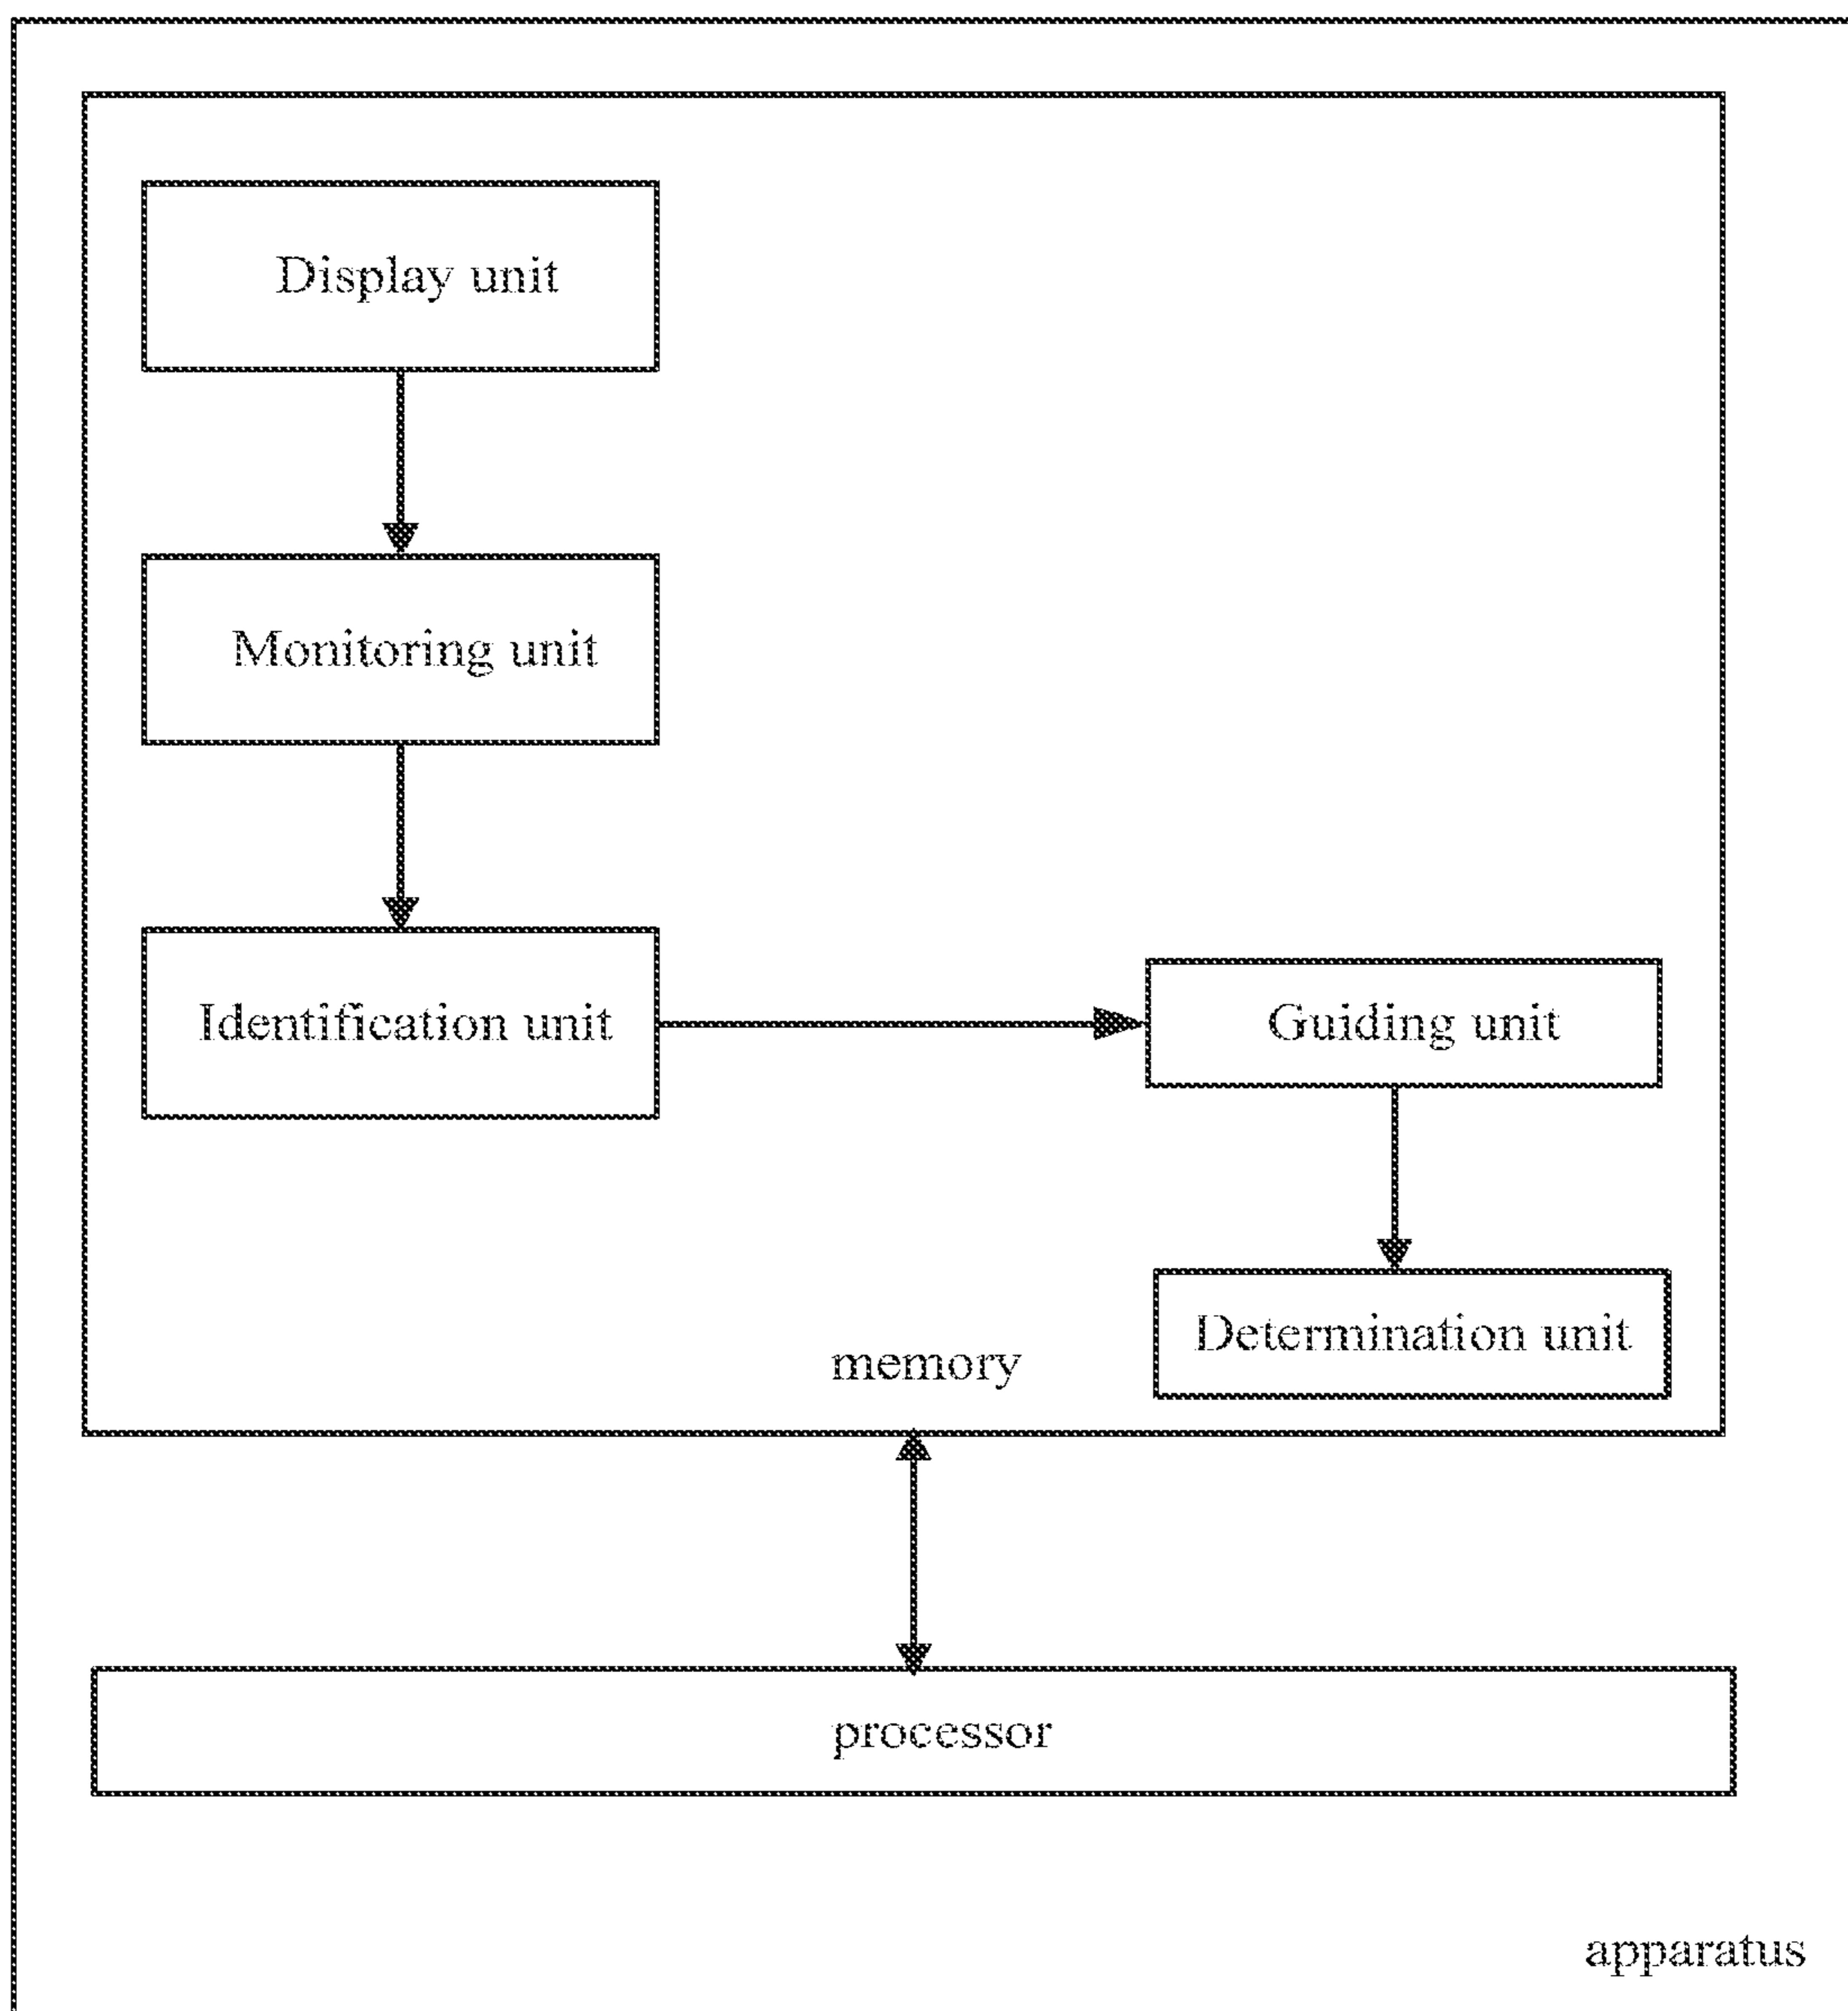 Display unit
Monitoring unit
Identification unit
Guiding unit
Determination unit
memory
processor
apparatus